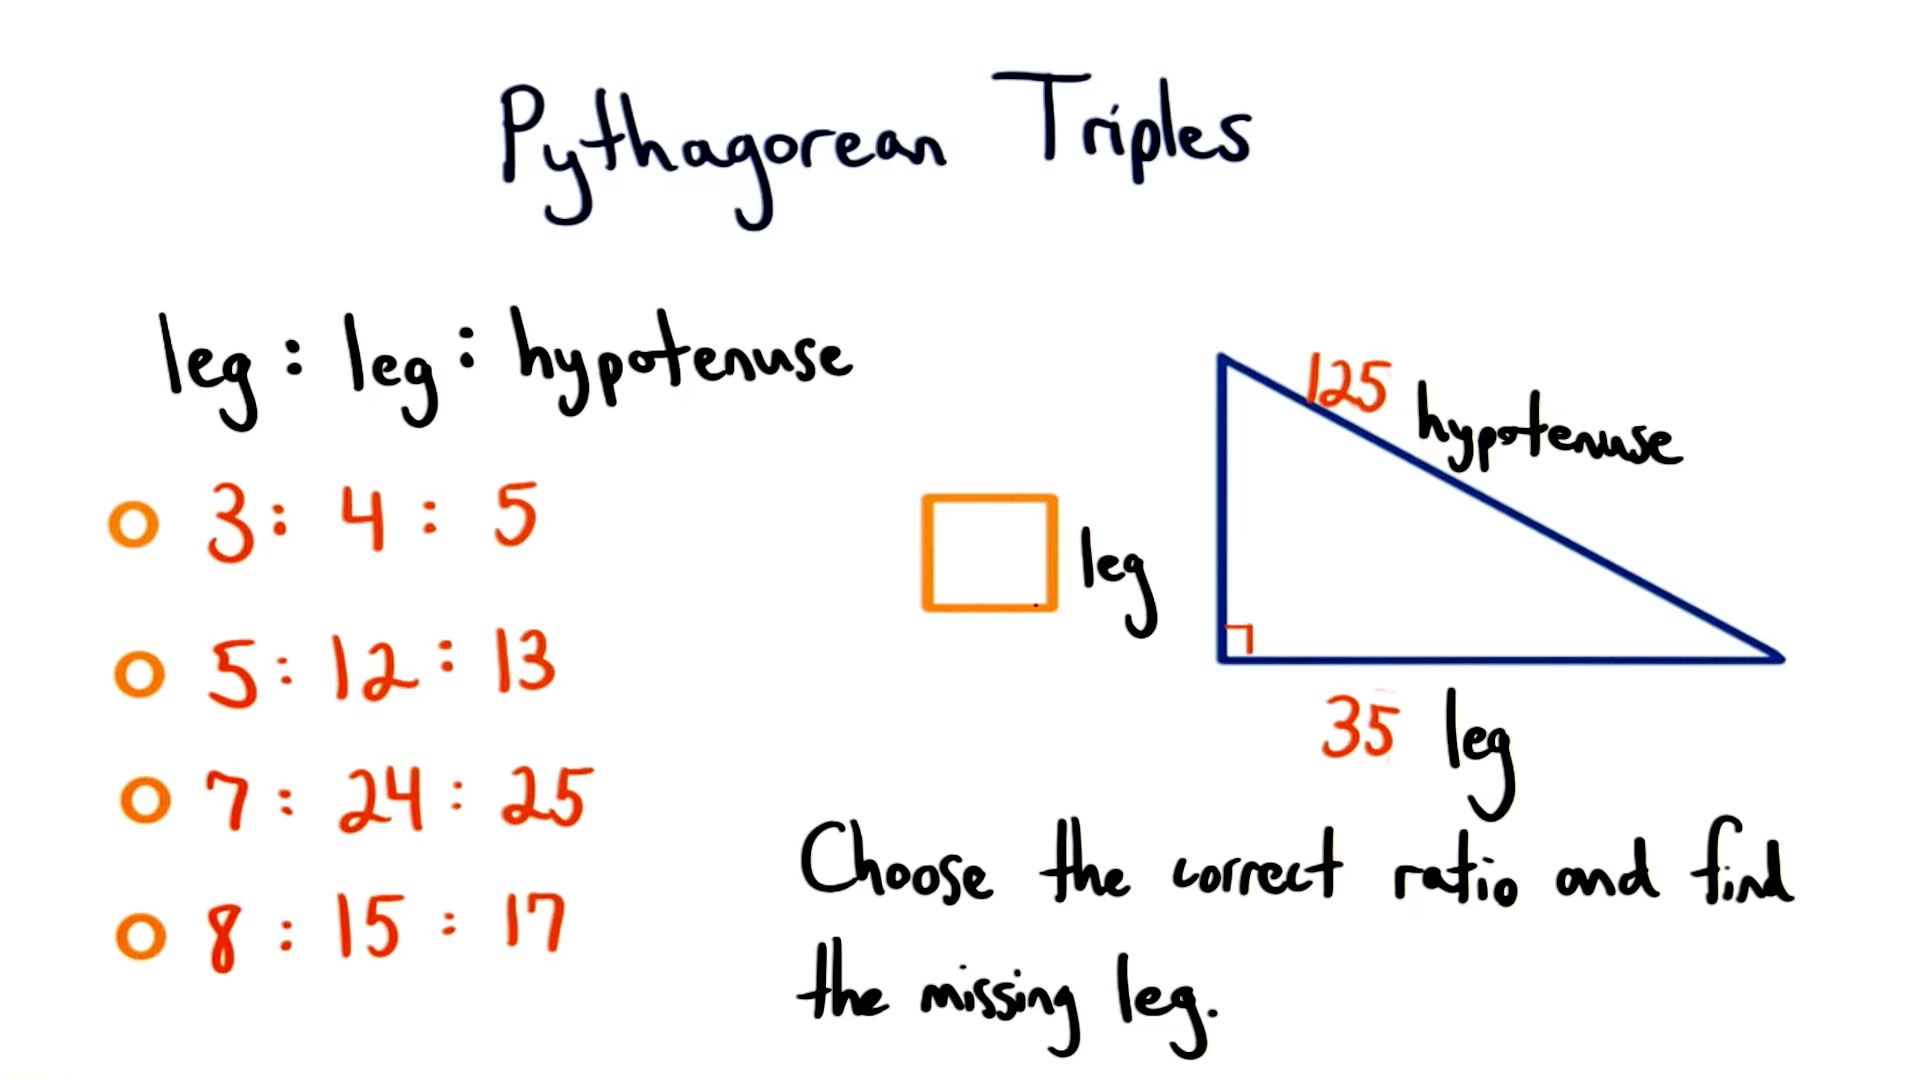 Pythagorean Triples
leg : leg : hypotenuse
3 : 4 : 5
5 : 12 : 13
7 : 24 : 25
8 : 15 : 17
125 hypotenuse
leg
35 leg
Choose the correct ratio and find
the missing leg.